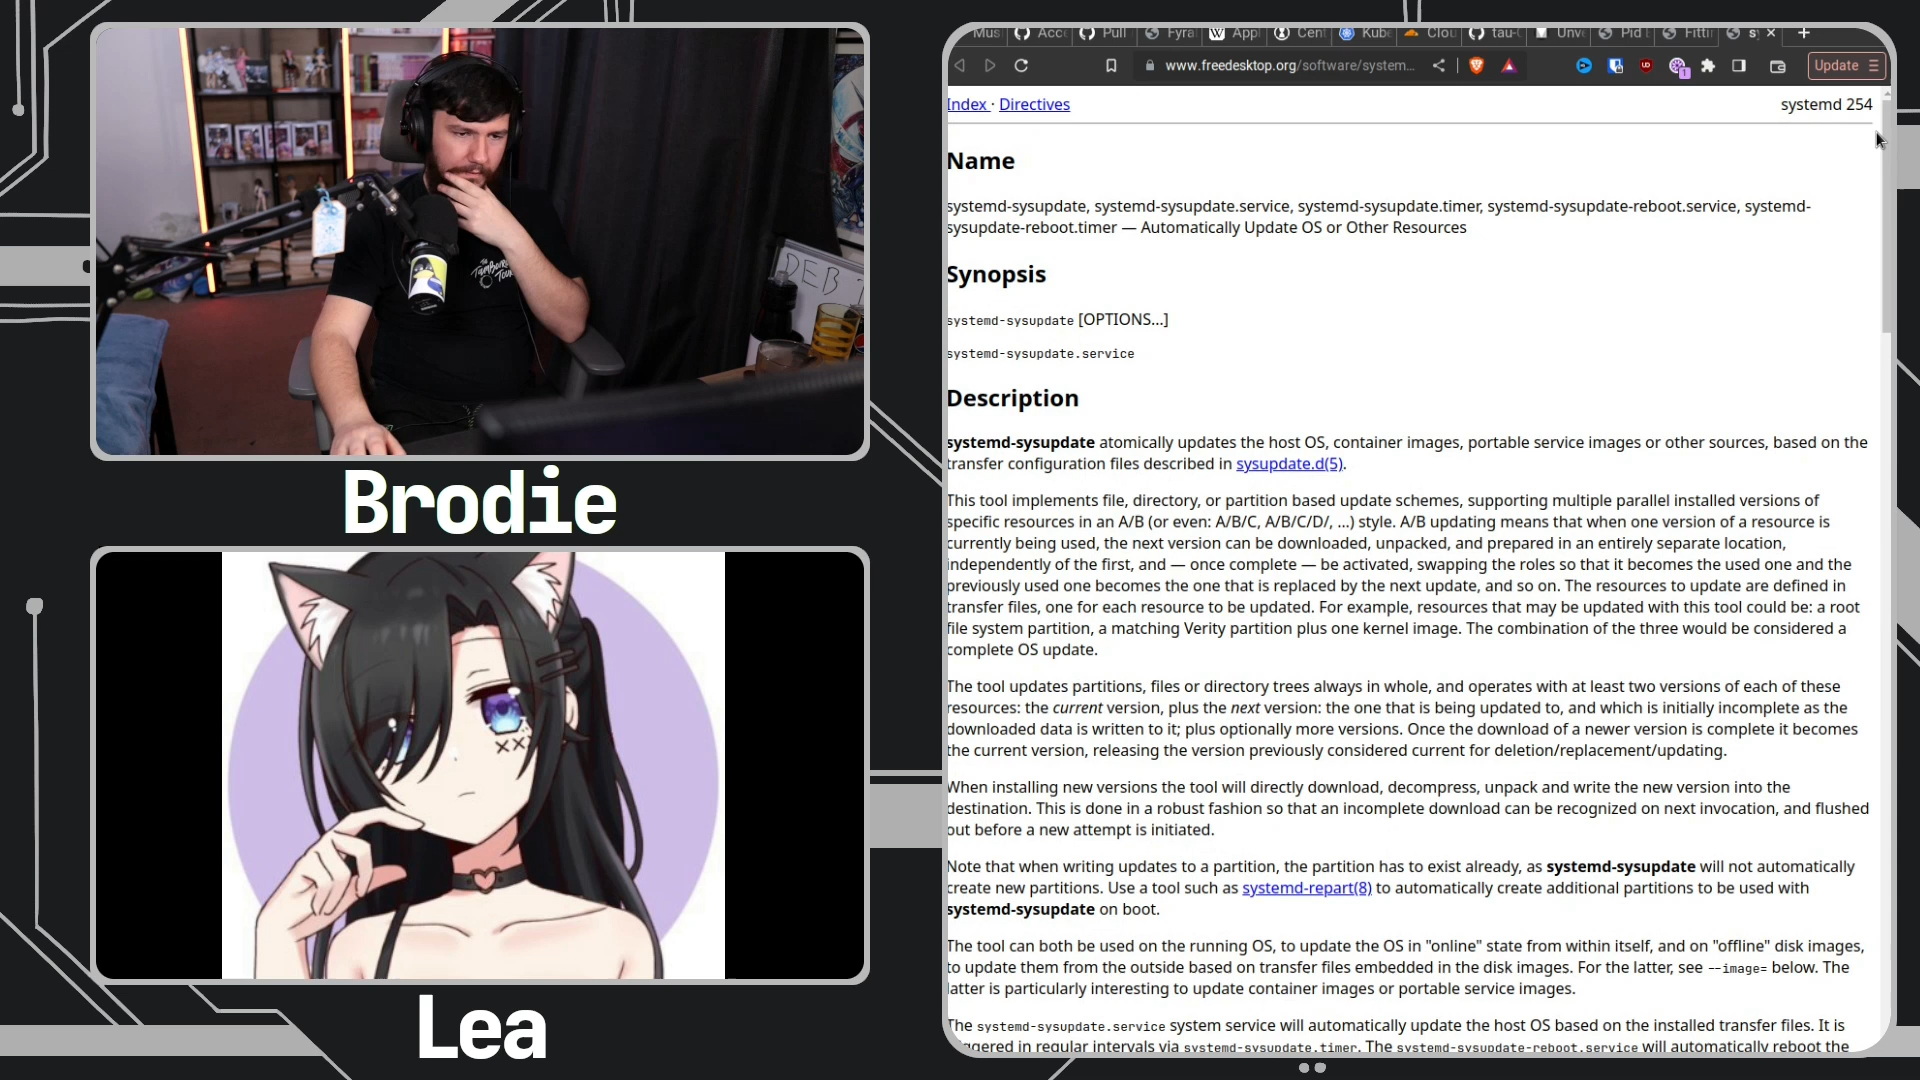 Mus
Acc
Pull
Fyra
Appl
Cent
Kub
Clou
tau-
Unv
Pid
Fitti
www.freedesktop.org/software/system...
Update
1
Index · Directives
systemd 254
Name
systemd-sysupdate, systemd-sysupdate.service, systemd-sysupdate.timer, systemd-sysupdate-reboot.service, systemd-
sysupdate-reboot.timer — Automatically Update OS or Other Resources
Synopsis
systemd-sysupdate [OPTIONS...]
systemd-sysupdate.service
Description
systemd-sysupdate atomically updates the host OS, container images, portable service images or other sources, based on the
transfer configuration files described in sysupdate.d(5).
This tool implements file, directory, or partition based update schemes, supporting multiple parallel installed versions of
specific resources in an A/B (or even: A/B/C, A/B/C/D/, ...) style. A/B updating means that when one version of a resource is
currently being used, the next version can be downloaded, unpacked, and prepared in an entirely separate location,
independently of the first, and — once complete — be activated, swapping the roles so that it becomes the used one and the
previously used one becomes the one that is replaced by the next update, and so on. The resources to update are defined in
transfer files, one for each resource to be updated. For example, resources that may be updated with this tool could be: a root
file system partition, a matching Verity partition plus one kernel image. The combination of the three would be considered a
complete OS update.
The tool updates partitions, files or directory trees always in whole, and operates with at least two versions of each of these
resources: the current version, plus the next version: the one that is being updated to, and which is initially incomplete as the
downloaded data is written to it; plus optionally more versions. Once the download of a newer version is complete it becomes
the current version, releasing the version previously considered current for deletion/replacement/updating.
When installing new versions the tool will directly download, decompress, unpack and write the new version into the
destination. This is done in a robust fashion so that an incomplete download can be recognized on next invocation, and flushed
out before a new attempt is initiated.
Note that when writing updates to a partition, the partition has to exist already, as systemd-sysupdate will not automatically
create new partitions. Use a tool such as systemd-repart(8) to automatically create additional partitions to be used with
systemd-sysupdate on boot.
The tool can both be used on the running OS, to update the OS in "online" state from within itself, and on "offline" disk images,
to update them from the outside based on transfer files embedded in the disk images. For the latter, see --image= below. The
latter is particularly interesting to update container images or portable service images.
The systemd-sysupdate.service system service will automatically update the host OS based on the installed transfer files. It is
triggered in regular intervals via systemd-sysupdate.timer. The systemd-sysupdate-reboot.service will automatically reboot the
DEB
Brodie
Lea